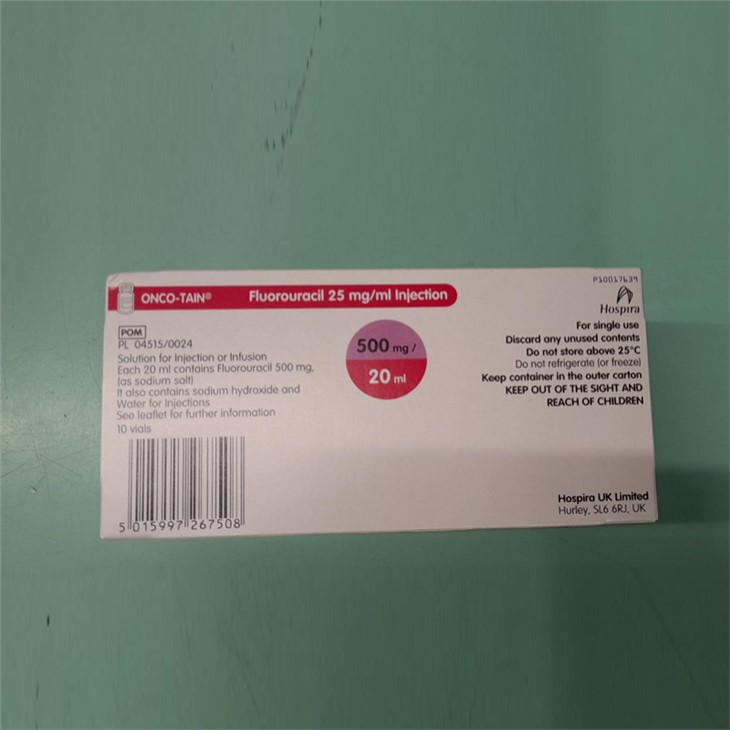 ONCO-TAIN® Fluorouracil 25 mg/ml Injection
POM
PL 04515/0024
Solution for Injection or Infusion
Each 20 ml contains Fluorouracil 500 mg,
(as sodium salt)
It also contains sodium hydroxide and
Water for Injections
See leaflet for further information
10 vials
5 015997 267508
500 mg /
20 ml
P10017639
Hospira
For single use
Discard any unused contents
Do not store above 25°C
Do not refrigerate (or freeze)
Keep container in the outer carton
KEEP OUT OF THE SIGHT AND
REACH OF CHILDREN
Hospira UK Limited
Hurley, SL6 6RJ, UK